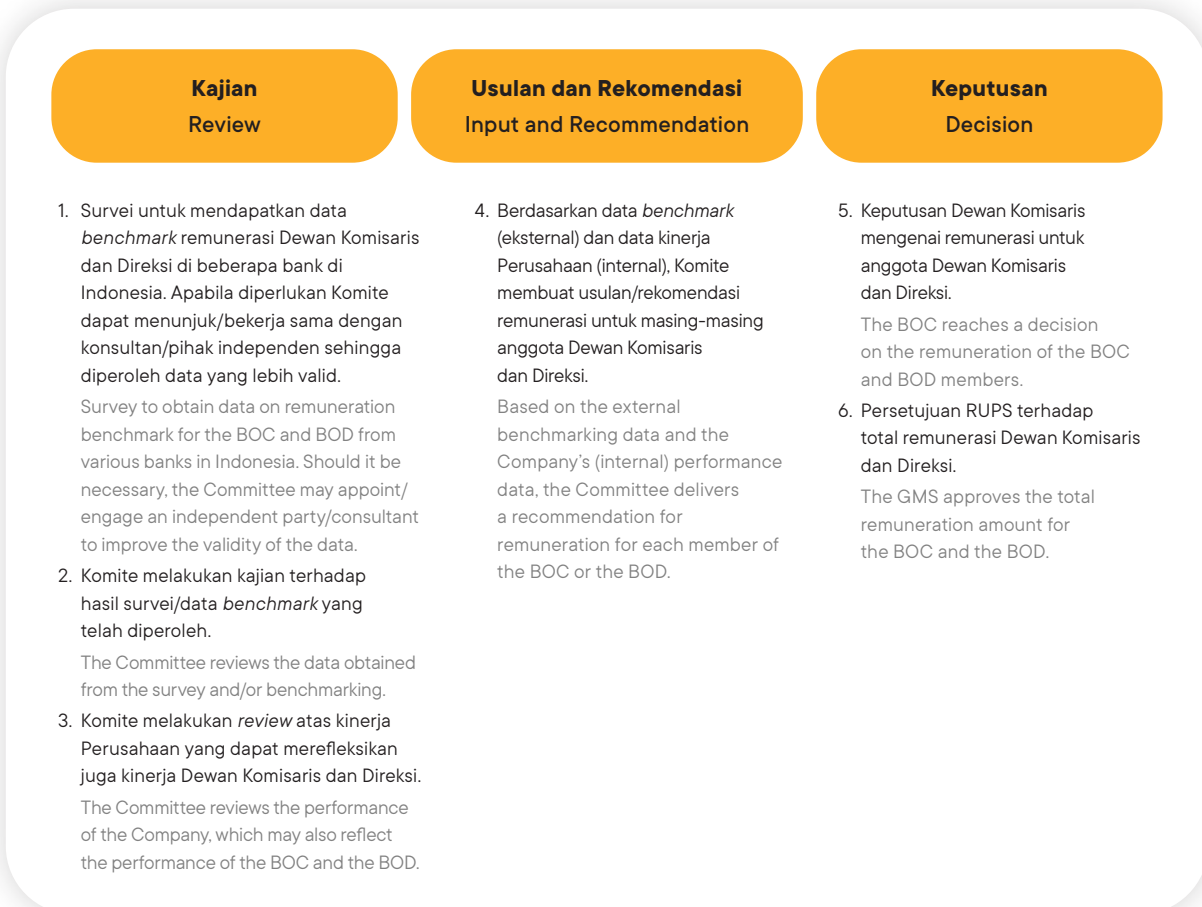 Kajian
Review
Usulan dan Rekomendasi
Input and Recommendation
Keputusan
Decision
1. Survei untuk mendapatkan data
benchmark remunerasi Dewan Komisaris
dan Direksi di beberapa bank di
Indonesia. Apabila diperlukan Komite
dapat menunjuk/bekerja sama dengan
konsultan/pihak independen sehingga
diperoleh data yang lebih valid.
Survey to obtain data on remuneration
benchmark for the BOC and BOD from
various banks in Indonesia. Should it be
necessary, the Committee may appoint/
engage an independent party/consultant
to improve the validity of the data.
2. Komite melakukan kajian terhadap
hasil survei/data benchmark yang
telah diperoleh.
The Committee reviews the data obtained
from the survey and/or benchmarking.
3. Komite melakukan review atas kinerja
Perusahaan yang dapat merefleksikan
juga kinerja Dewan Komisaris dan Direksi.
The Committee reviews the performance
of the Company, which may also reflect
the performance of the BOC and the BOD.
4. Berdasarkan data benchmark
(eksternal) dan data kinerja
Perusahaan (internal), Komite
membuat usulan/rekomendasi
remunerasi untuk masing-masing
anggota Dewan Komisaris
dan Direksi.
Based on the external
benchmarking data and the
Company's (internal) performance
data, the Committee delivers
a recommendation for
remuneration for each member of
the BOC or the BOD.
5. Keputusan Dewan Komisaris
mengenai remunerasi untuk
anggota Dewan Komisaris
dan Direksi.
The BOC reaches a decision
on the remuneration of the BOC
and BOD members.
6. Persetujuan RUPS terhadap
total remunerasi Dewan Komisaris
dan Direksi.
The GMS approves the total
remuneration amount for
the BOC and the BOD.